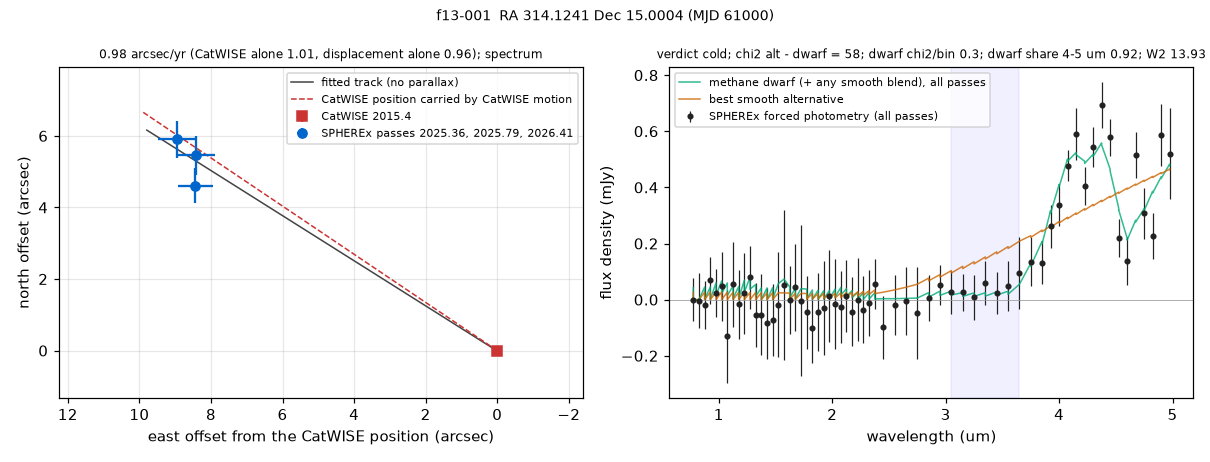 f13-001 RA 314.1241 Dec 15.0004 (MJD 61000)
0.98 arcsec/yr (CatWISE alone 1.01, displacement alone 0.96); spectrum
fitted track (no parallax)
CatWISE position carried by CatWISE motion
CatWISE 2015.4
SPHEREx passes 2025.36, 2025.79, 2026.41
north offset (arcsec)
6
4
2
0
12 10 8 6 4 2 0 −2
east offset from the CatWISE position (arcsec)
verdict cold; chi2 alt - dwarf = 58; dwarf chi2/bin 0.3; dwarf share 4-5 um 0.92; W2 13.93
methane dwarf (+ any smooth blend), all passes
best smooth alternative
SPHEREx forced photometry (all passes)
flux density (mJy)
0.8
0.6
0.4
0.2
0.0
−0.2
1 2 3 4 5
wavelength (um)